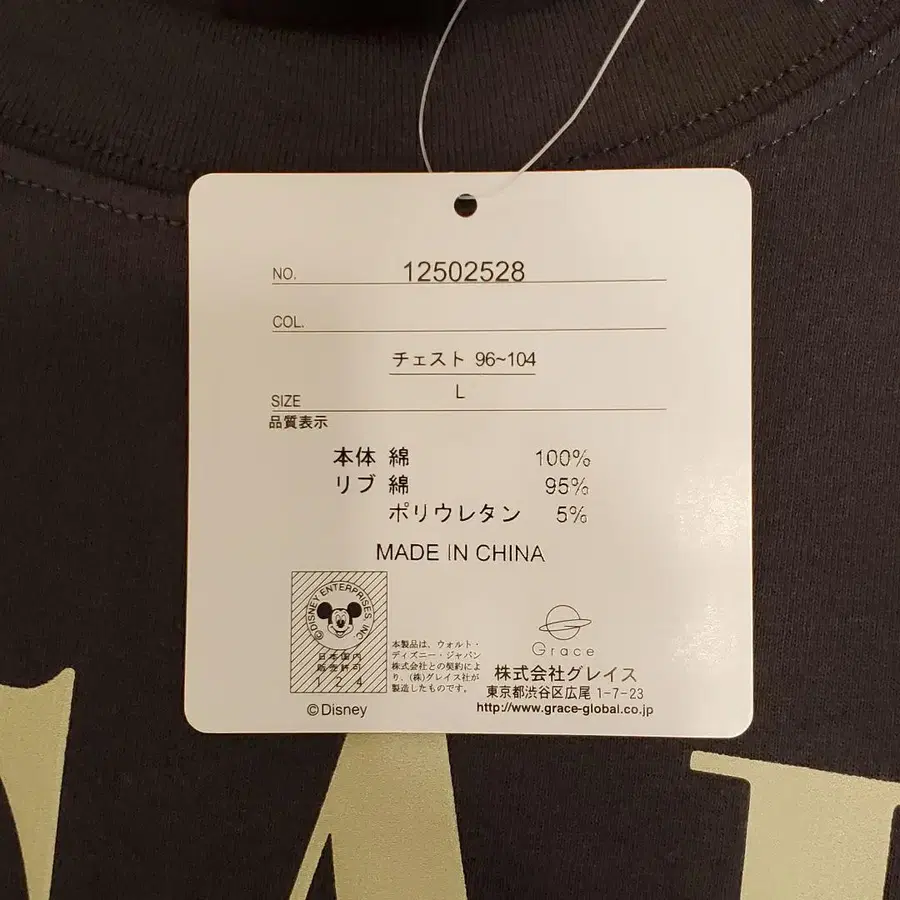 NO. 12502528
COL.
チェスト 96~104
SIZE L
品質表示
本体 綿 100%
リブ 綿 95%
ポリウレタン 5%
MADE IN CHINA
©DISNEY ENTERPRISES, INC.
日本国内
販売許可
1 2 4
©Disney
本製品は、ウォルト・
ディズニー・ジャパン
株式会社との契約によ
り、(株)グレイス社が
製造したものです。
Grace
株式会社グレイス
東京都渋谷区広尾 1-7-23
http://www.grace-global.co.jp